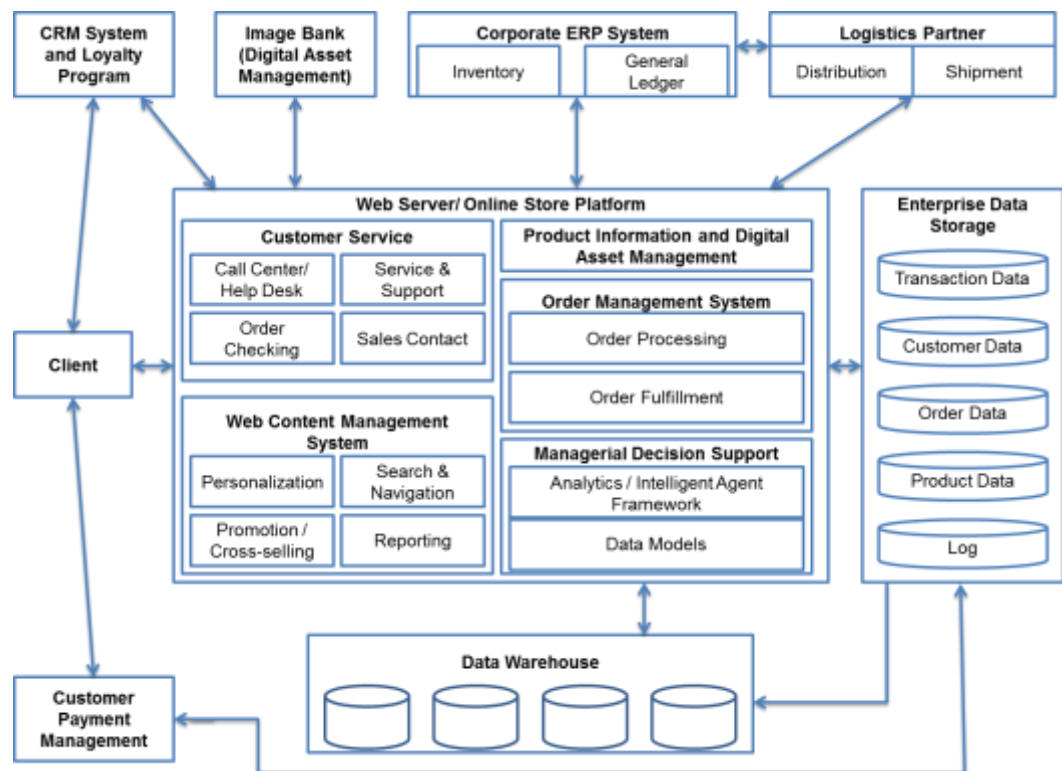 CRM System
and Loyalty
Program
Image Bank
(Digital Asset
Management)
Corporate ERP System
Inventory
General
Ledger
Logistics Partner
Distribution
Shipment
Web Server/ Online Store Platform
Customer Service
Call Center/
Help Desk
Service &
Support
Order
Checking
Sales Contact
Product Information and Digital
Asset Management
Order Management System
Order Processing
Order Fulfillment
Enterprise Data
Storage
Transaction Data
Customer Data
Order Data
Product Data
Log
Client
Web Content Management
System
Personalization
Search &
Navigation
Promotion /
Cross-selling
Reporting
Managerial Decision Support
Analytics / Intelligent Agent
Framework
Data Models
Data Warehouse
Customer
Payment
Management